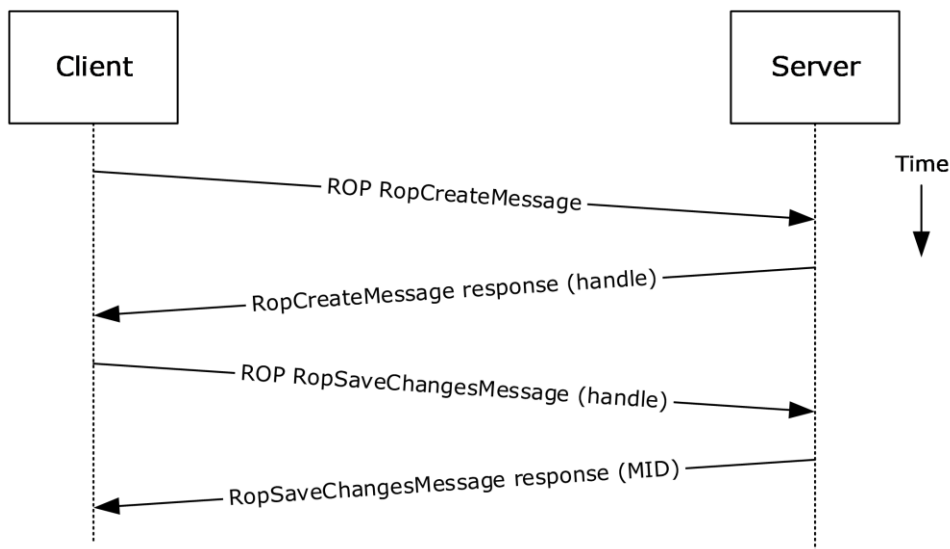 Client
Server
Time
ROP RopCreateMessage
RopCreateMessage response (handle)
ROP RopSaveChangesMessage (handle)
RopSaveChangesMessage response (MID)